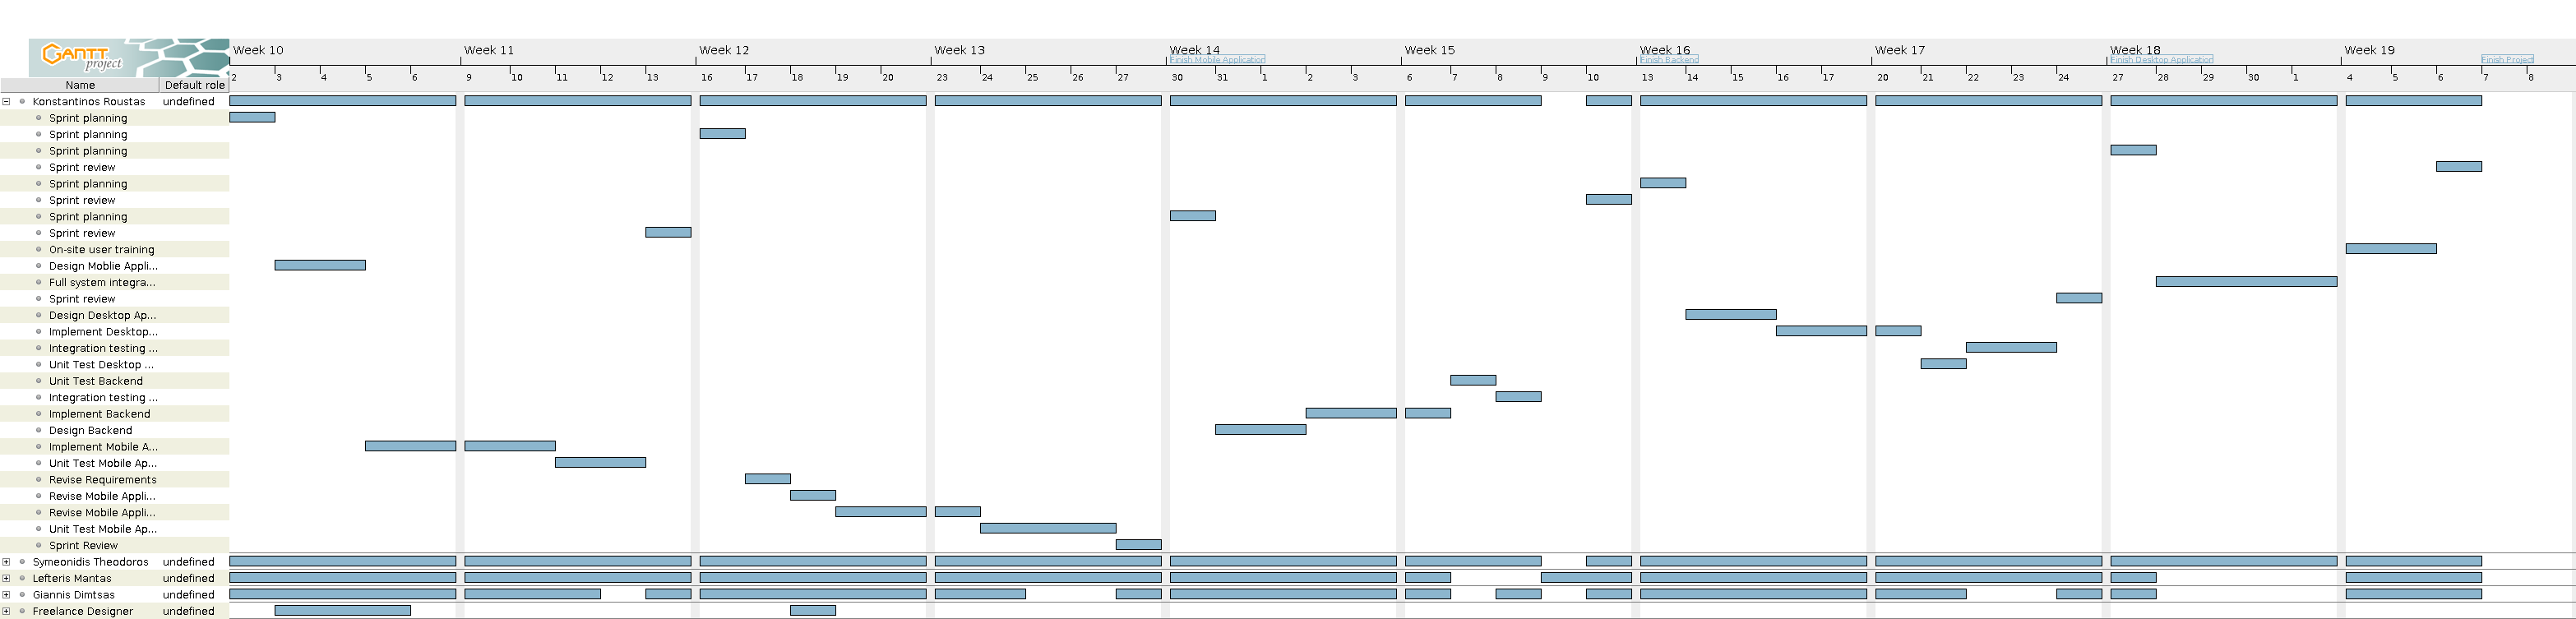 GANTT
project
Week 10 Week 11 Week 12 Week 13 Week 14 Week 15 Week 16 Week 17 Week 18 Week 19
Finish Mobile Application Finish Backend Finish Desktop Application Finish Project
2 3 4 5 6 9 10 11 12 13 16 17 18 19 20 23 24 25 26 27 30 31 1 2 3 6 7 8 9 10 13 14 15 16 17 20 21 22 23 24 27 28 29 30 1 4 5 6 7 8
Name Default role
Konstantinos Roustas undefined
Sprint planning
Sprint planning
Sprint planning
Sprint review
Sprint planning
Sprint review
Sprint planning
Sprint review
On-site user training
Design Moblie Appli...
Full system integra...
Sprint review
Design Desktop Ap...
Implement Desktop...
Integration testing ...
Unit Test Desktop ...
Unit Test Backend
Integration testing ...
Implement Backend
Design Backend
Implement Mobile A...
Unit Test Mobile Ap...
Revise Requirements
Revise Mobile Appli...
Revise Mobile Appli...
Unit Test Mobile Ap...
Sprint Review
Symeonidis Theodoros undefined
Lefteris Mantas undefined
Giannis Dimtsas undefined
Freelance Designer undefined